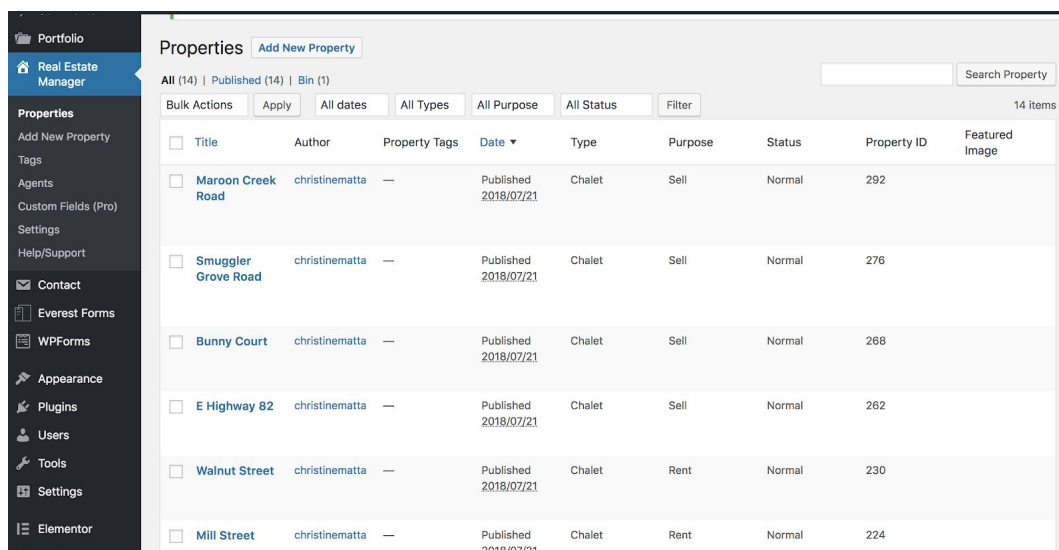 Portfolio
Real Estate
Manager
Properties
Add New Property
Tags
Agents
Custom Fields (Pro)
Settings
Help/Support
Contact
Everest Forms
WPForms
Appearance
Plugins
Users
Tools
Settings
Elementor
Properties Add New Property
All (14) | Published (14) | Bin (1)
Search Property
Bulk Actions Apply All dates All Types All Purpose All Status Filter 14 items
Title Author Property Tags Date ▼ Type Purpose Status Property ID Featured
Image
Maroon Creek christinematta — Published Chalet Sell Normal 292
Road 2018/07/21
Smuggler christinematta — Published Chalet Sell Normal 276
Grove Road 2018/07/21
Bunny Court christinematta — Published Chalet Sell Normal 268
2018/07/21
E Highway 82 christinematta — Published Chalet Sell Normal 262
2018/07/21
Walnut Street christinematta — Published Chalet Rent Normal 230
2018/07/21
Mill Street christinematta — Published Chalet Rent Normal 224
2018/07/21